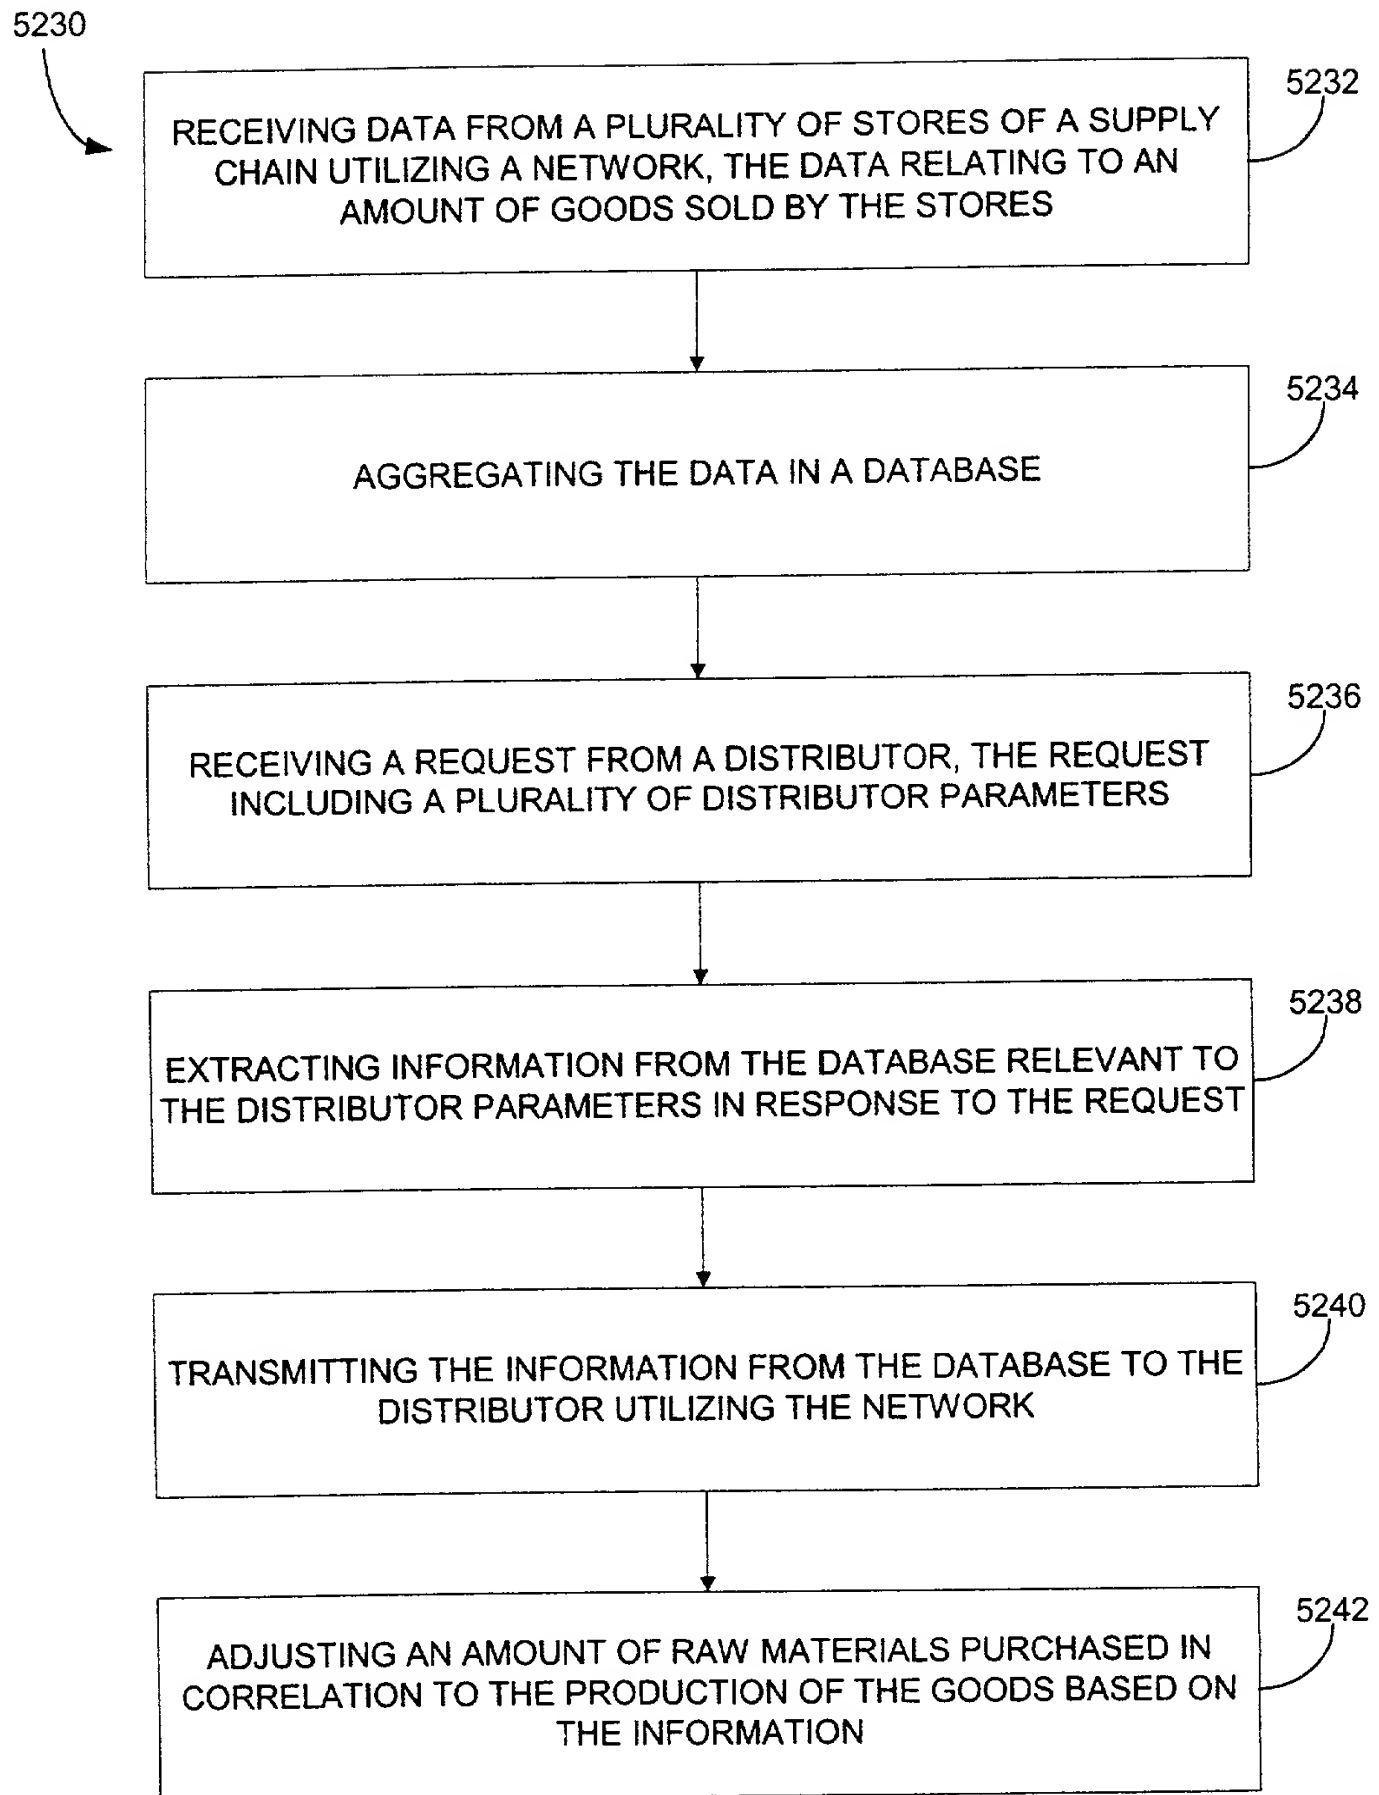 5230
5232
RECEIVING DATA FROM A PLURALITY OF STORES OF A SUPPLY
CHAIN UTILIZING A NETWORK, THE DATA RELATING TO AN
AMOUNT OF GOODS SOLD BY THE STORES
5234
AGGREGATING THE DATA IN A DATABASE
5236
RECEIVING A REQUEST FROM A DISTRIBUTOR, THE REQUEST
INCLUDING A PLURALITY OF DISTRIBUTOR PARAMETERS
5238
EXTRACTING INFORMATION FROM THE DATABASE RELEVANT TO
THE DISTRIBUTOR PARAMETERS IN RESPONSE TO THE REQUEST
5240
TRANSMITTING THE INFORMATION FROM THE DATABASE TO THE
DISTRIBUTOR UTILIZING THE NETWORK
5242
ADJUSTING AN AMOUNT OF RAW MATERIALS PURCHASED IN
CORRELATION TO THE PRODUCTION OF THE GOODS BASED ON
THE INFORMATION